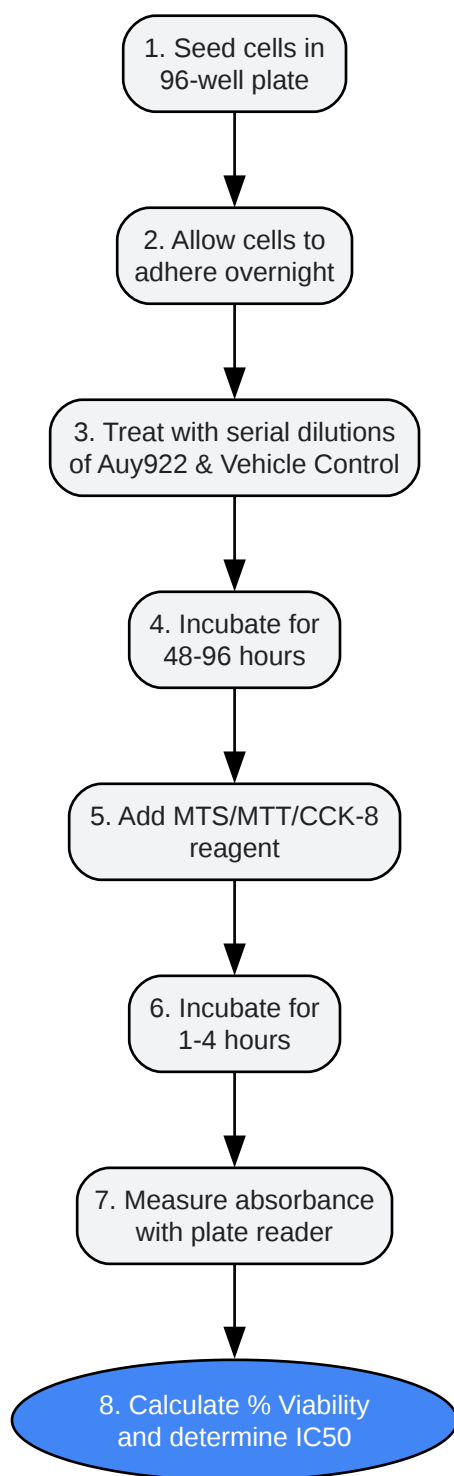 1. Seed cells in
96-well plate
2. Allow cells to
adhere overnight
3. Treat with serial dilutions
of Auy922 & Vehicle Control
4. Incubate for
48-96 hours
5. Add MTS/MTT/CCK-8
reagent
6. Incubate for
1-4 hours
7. Measure absorbance
with plate reader
8. Calculate % Viability
and determine IC50